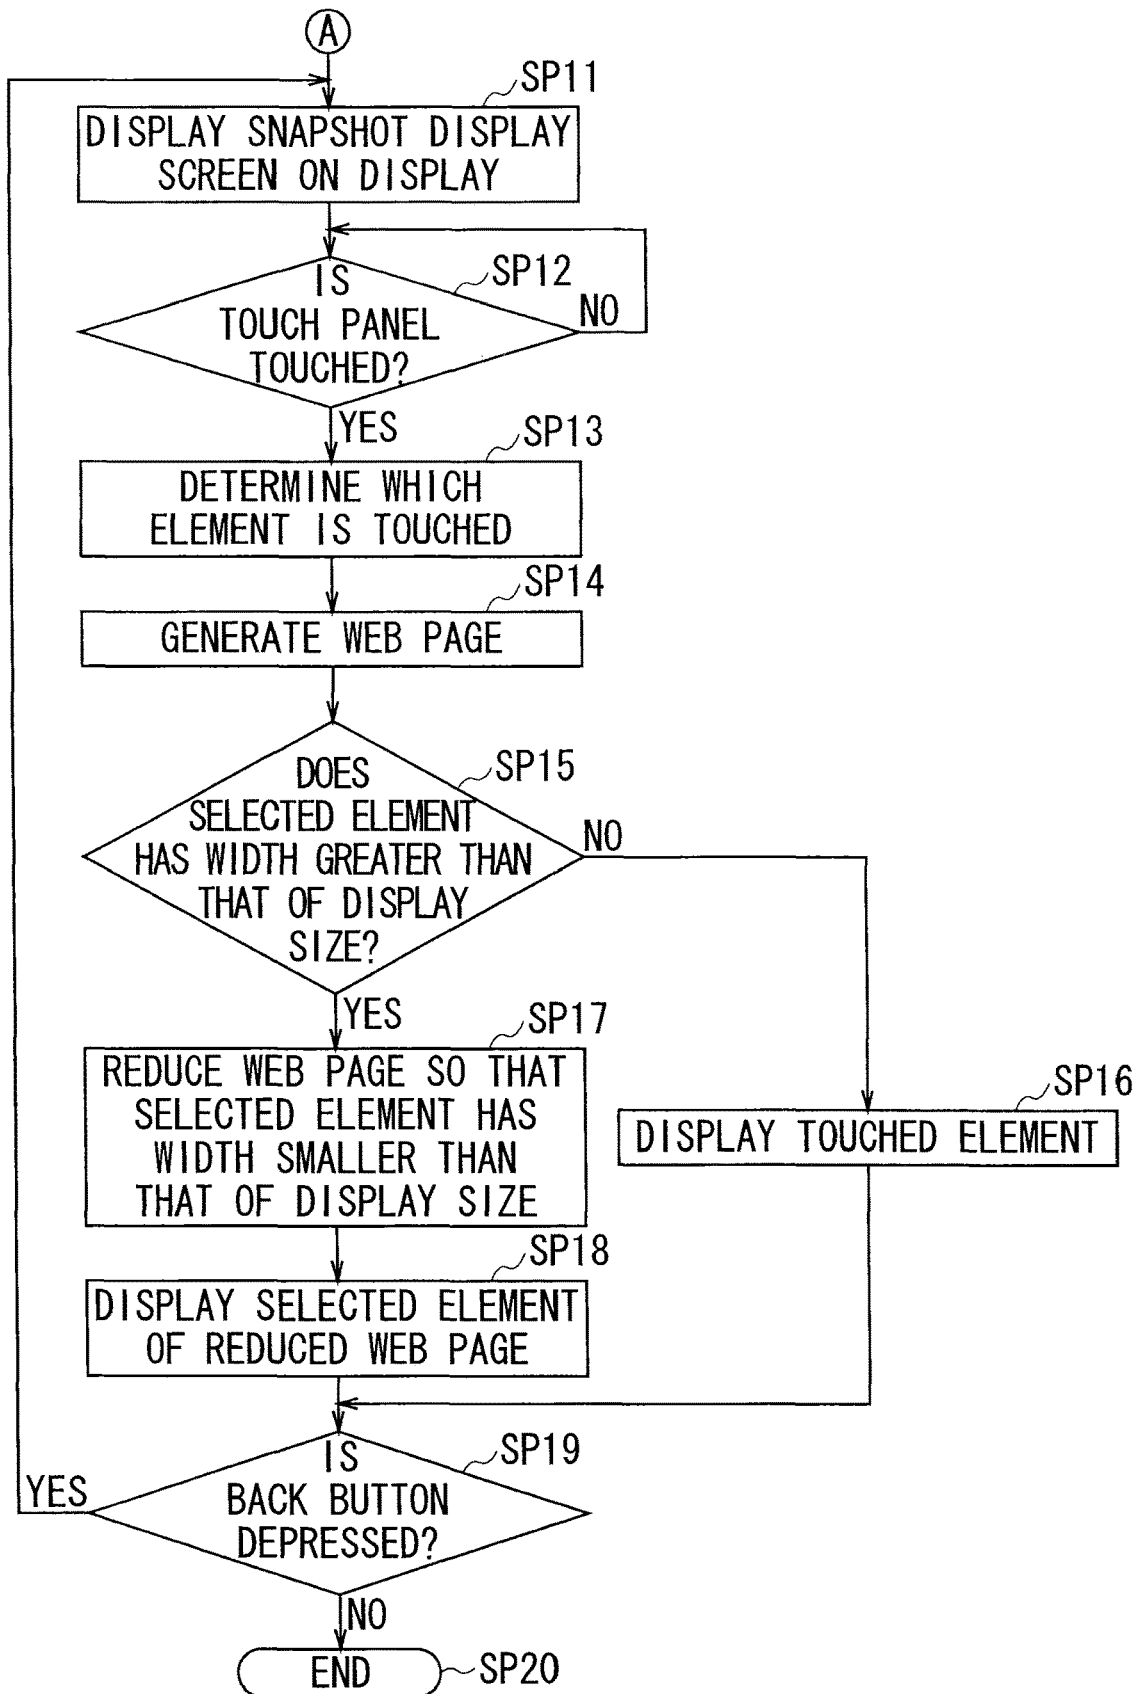 A
SP11
DISPLAY SNAPSHOT DISPLAY
SCREEN ON DISPLAY
SP12
IS
TOUCH PANEL
TOUCHED?
NO
YES
SP13
DETERMINE WHICH
ELEMENT IS TOUCHED
SP14
GENERATE WEB PAGE
SP15
DOES
SELECTED ELEMENT
HAS WIDTH GREATER THAN
THAT OF DISPLAY
SIZE?
NO
YES
SP17
REDUCE WEB PAGE SO THAT
SELECTED ELEMENT HAS
WIDTH SMALLER THAN
THAT OF DISPLAY SIZE
SP16
DISPLAY TOUCHED ELEMENT
SP18
DISPLAY SELECTED ELEMENT
OF REDUCED WEB PAGE
SP19
IS
BACK BUTTON
DEPRESSED?
YES
NO
END
SP20